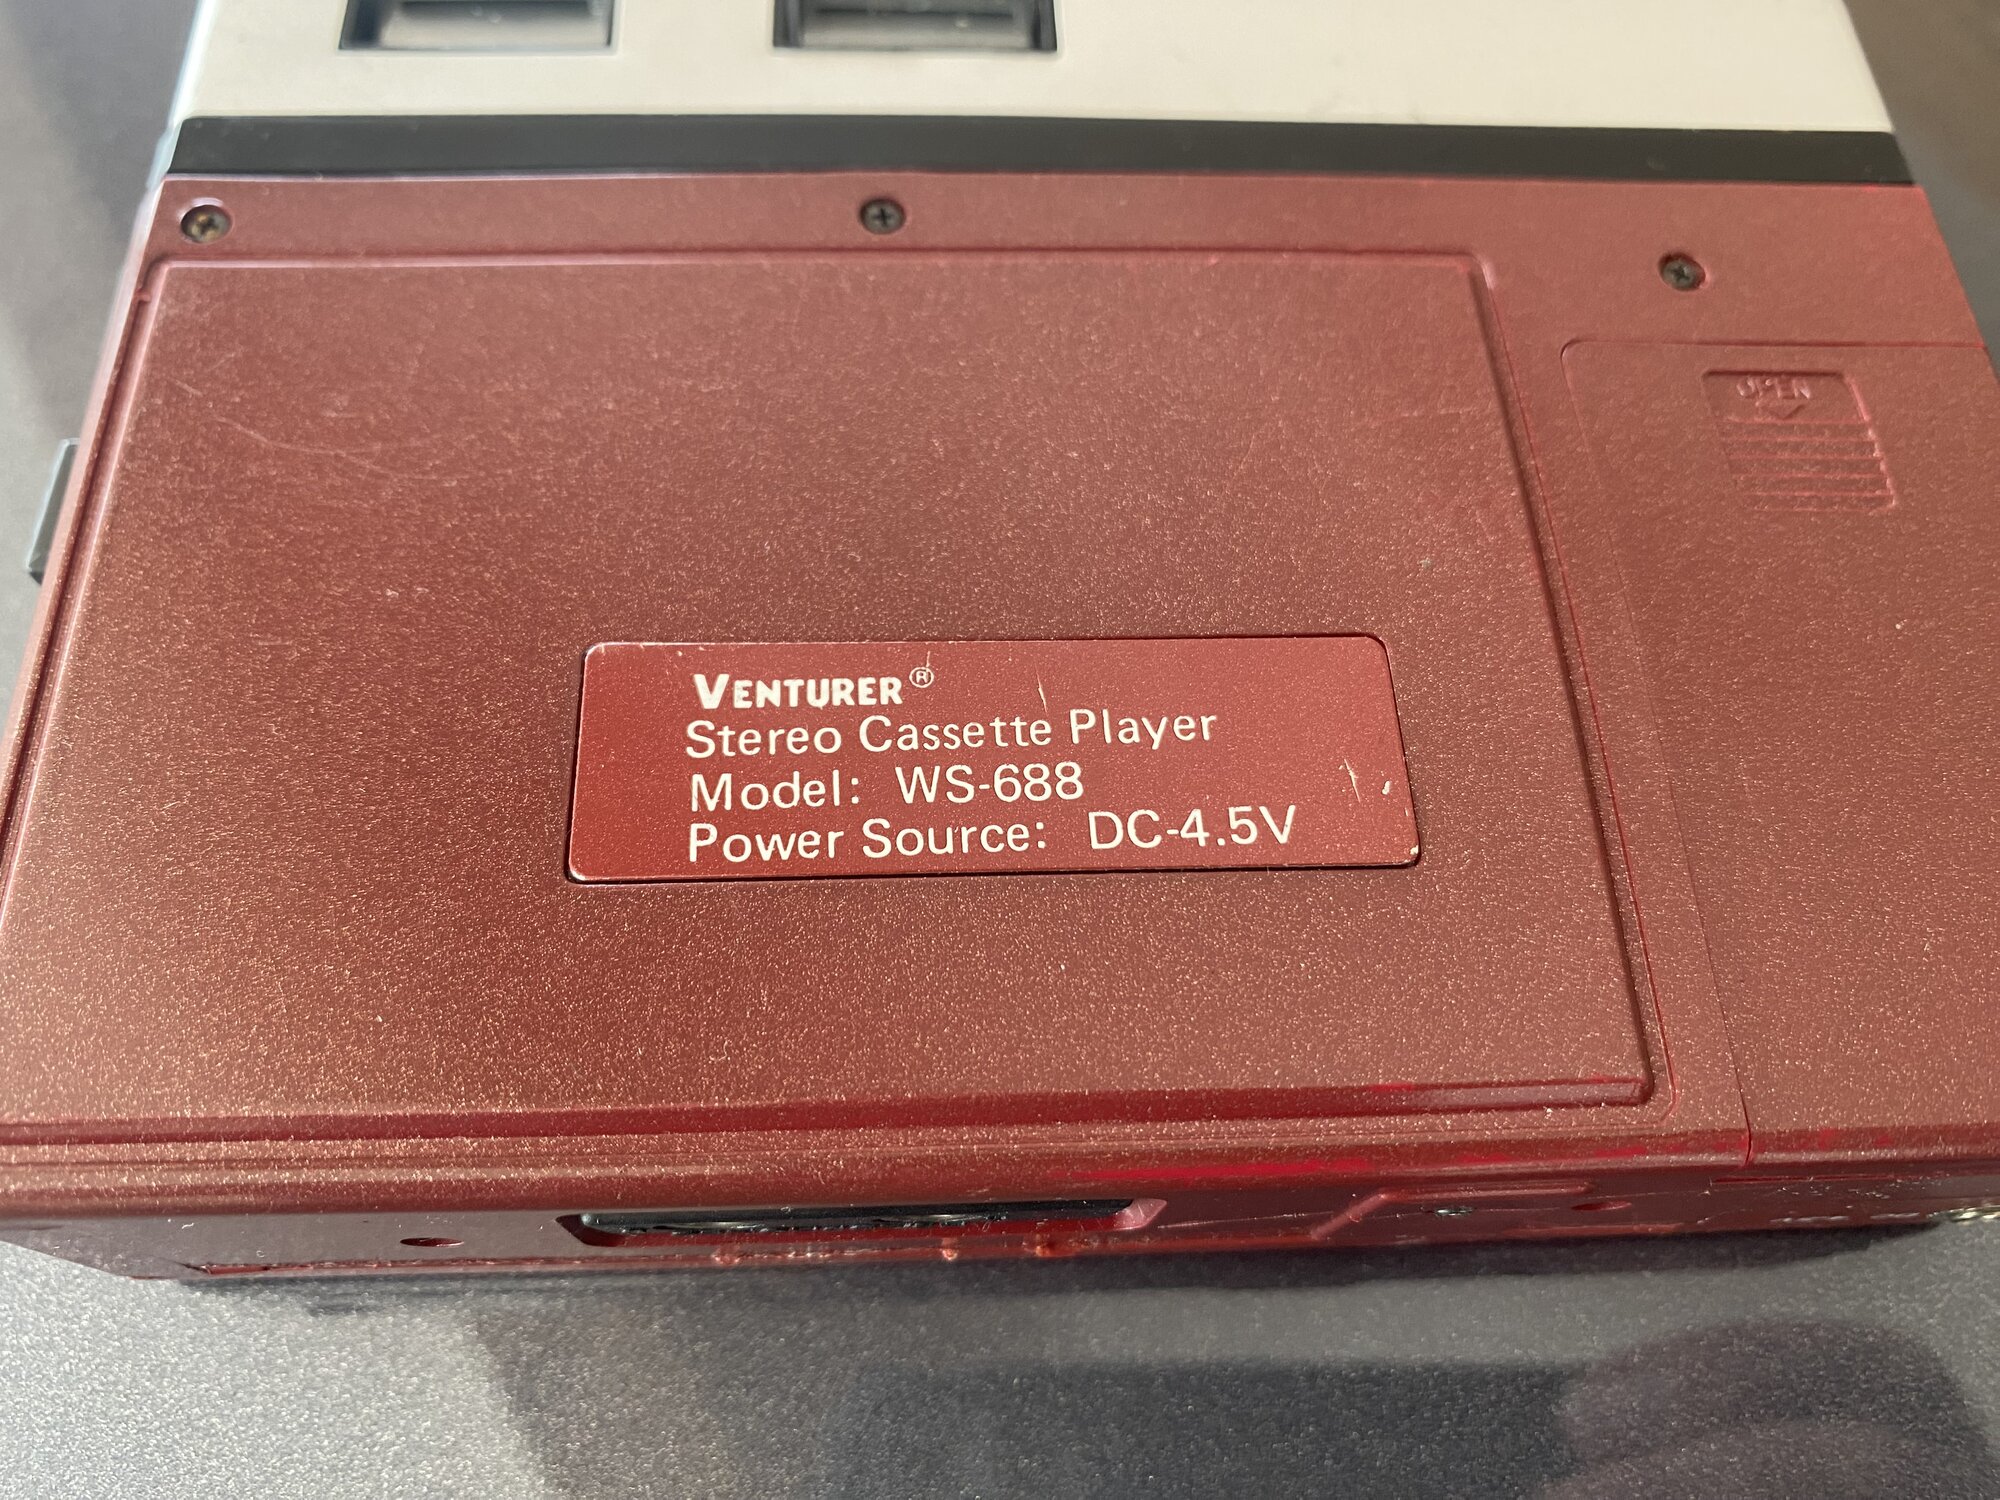 OPEN
VENTURER®
Stereo Cassette Player
Model: WS-688
Power Source: DC-4.5V